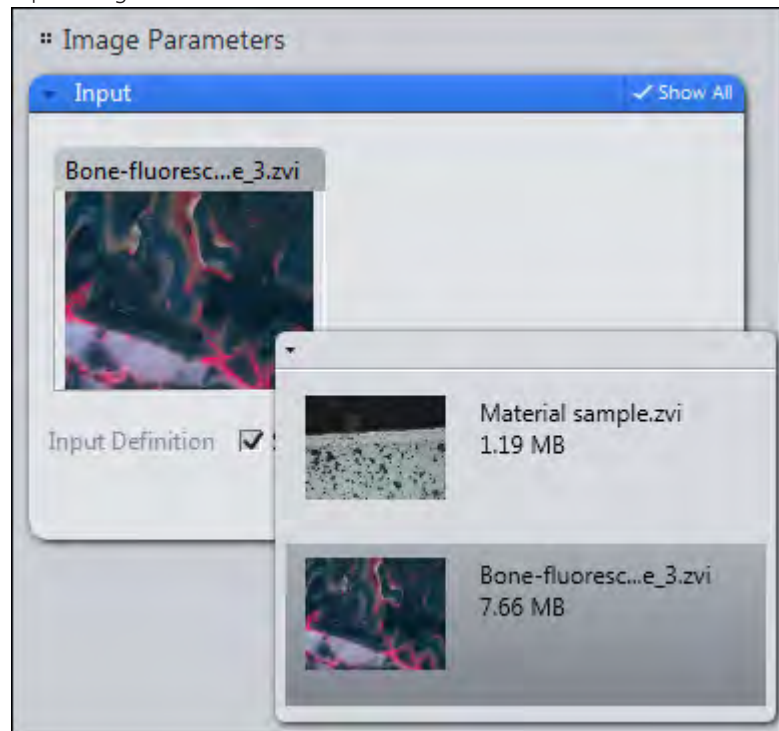 Image Parameters
Input
Show All
Bone-fluoresc...e_3.zvi
Input Definition
Material sample.zvi
1.19 MB
Bone-fluoresc...e_3.zvi
7.66 MB